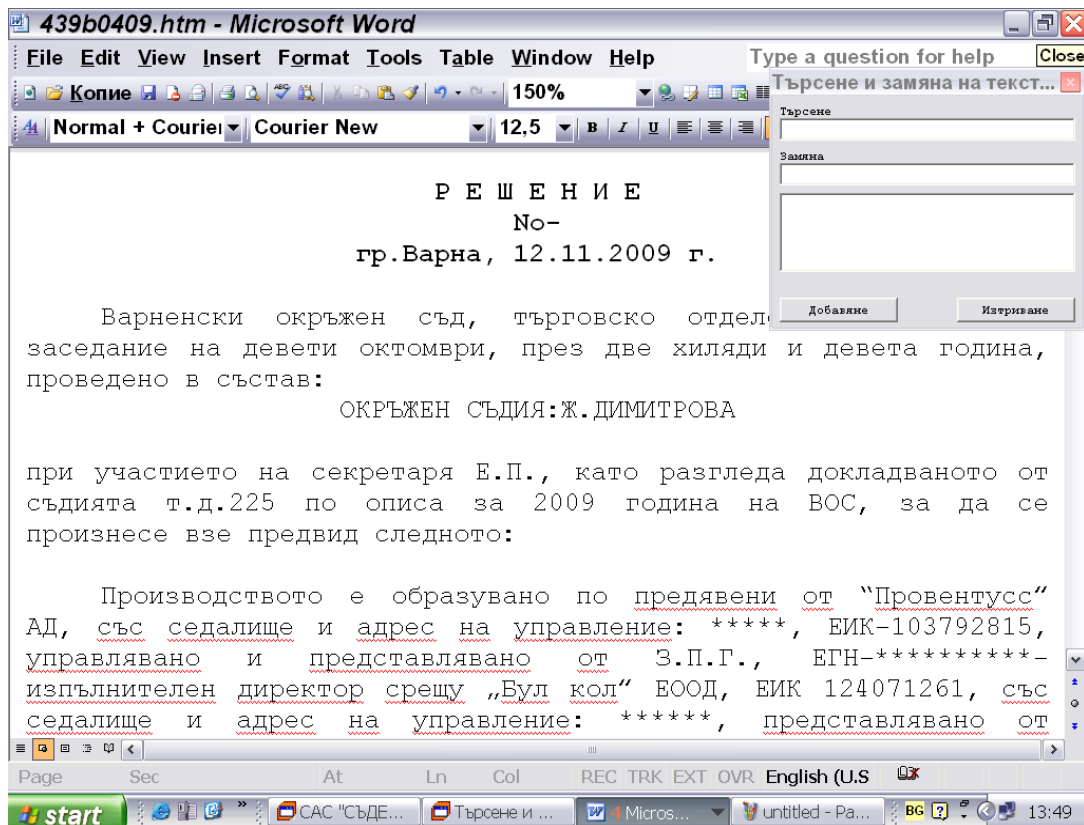 439b0409.htm - Microsoft Word
File Edit View Insert Format Tools Table Window Help Type a question for help Close
Копие 150%
Търсене и замяна на текст...
Normal + Courier Courier New 12,5 B I U
Търсене
Замяна
Добавяне Изтриване
Р Е Ш Е Н И Е
No-
гр.Варна, 12.11.2009 г.
Варненски окръжен съд, търговско
заседание на девети октомври, през две хиляди и девета година,
проведено в състав:
ОКРЪЖЕН СЪДИЯ:Ж.ДИМИТРОВА
при участието на секретаря Е.П., като разгледа докладваното от
съдията т.д.225 по описа за 2009 година на ВОС, за да се
произнесе взе предвид следното:
Производството е образувано по предявени от “Провентусс”
АД, със седалище и адрес на управление: *****, ЕИК-103792815,
управлявано и представлявано от З.П.Г., ЕГН-**********-
изпълнителен директор срещу „Бул кол” ЕООД, ЕИК 124071261, със
седалище и адрес на управление: ******, представлявано от
Page Sec At Ln Col REC TRK EXT OVR English (U.S
start САС "СЪДЕ... Търсене и ... 4 Micros... untitled - Pa... BG 13:49